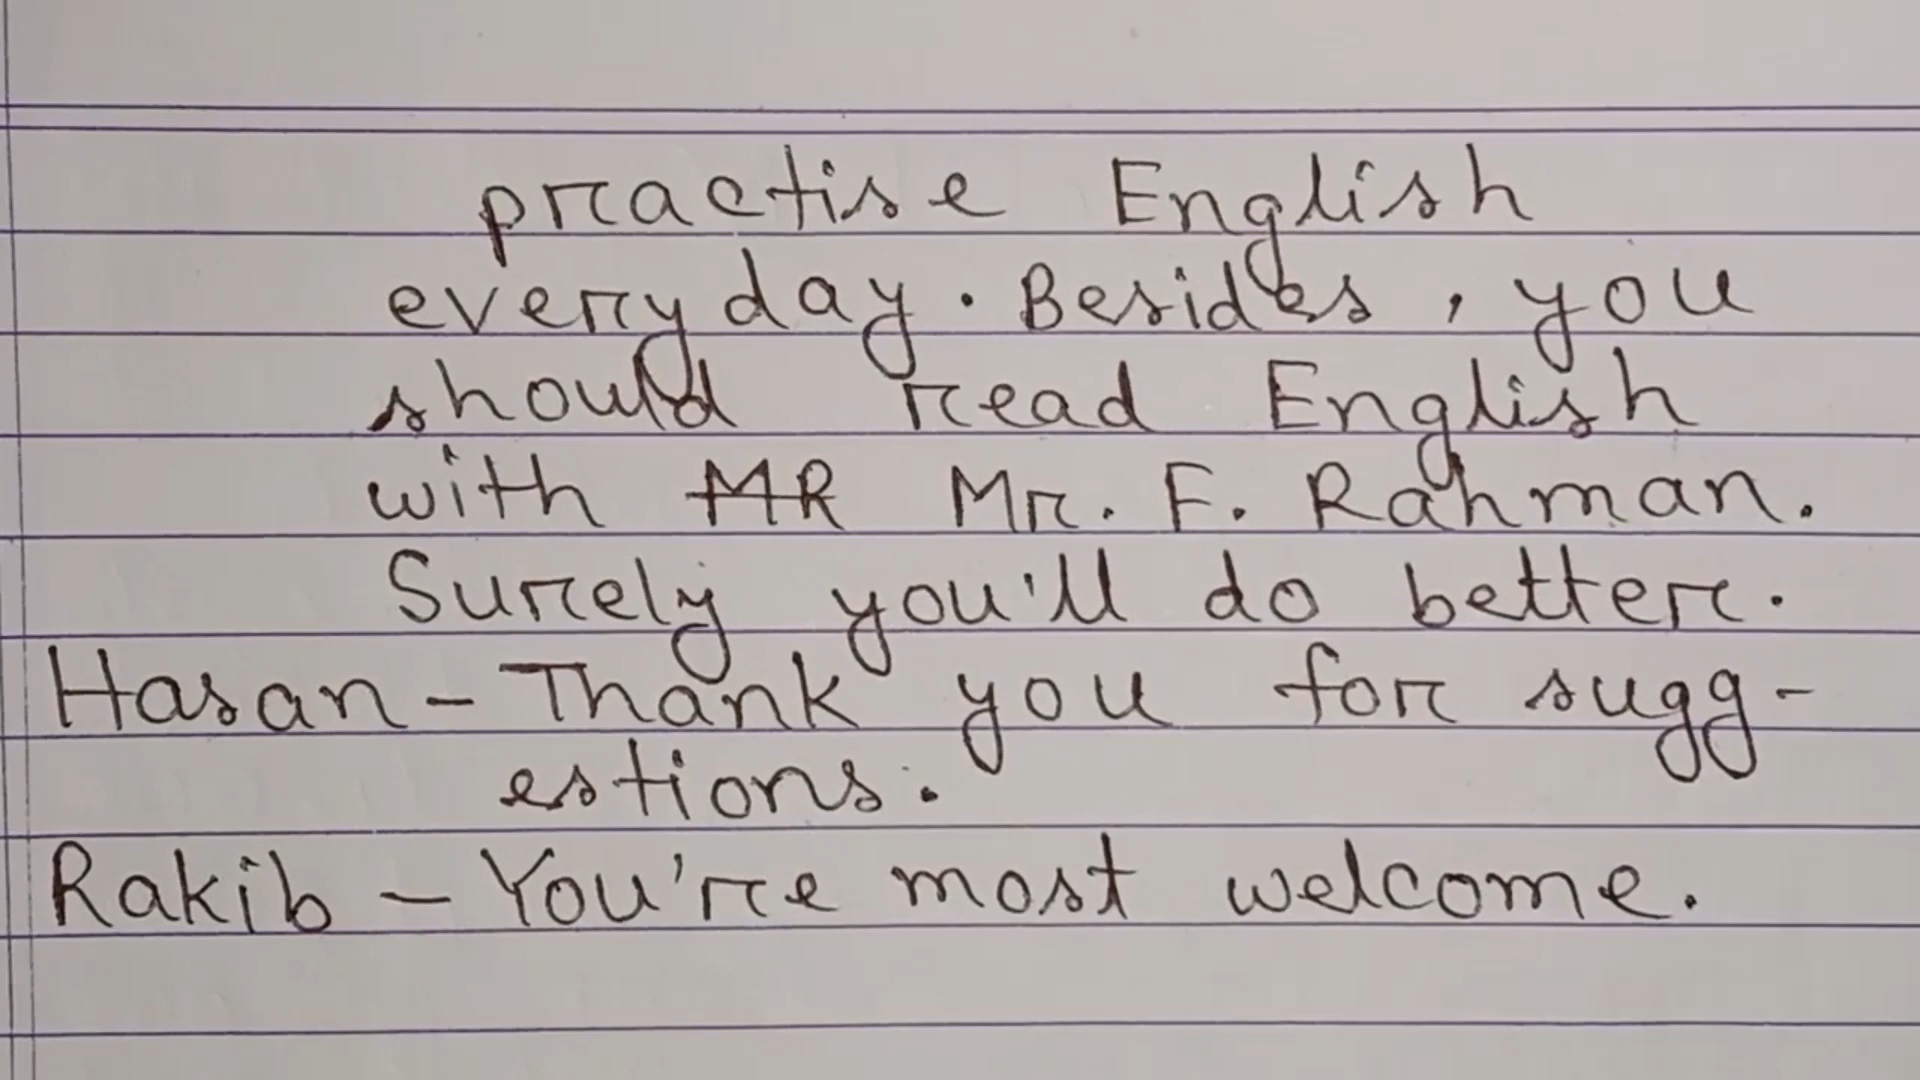 practise English
everyday. Besides, you
should read English
with MR Mr. F. Rahman.
Surely you'll do better.
Hasan - Thank you for sugg-
estions.
Rakib - You're most welcome.